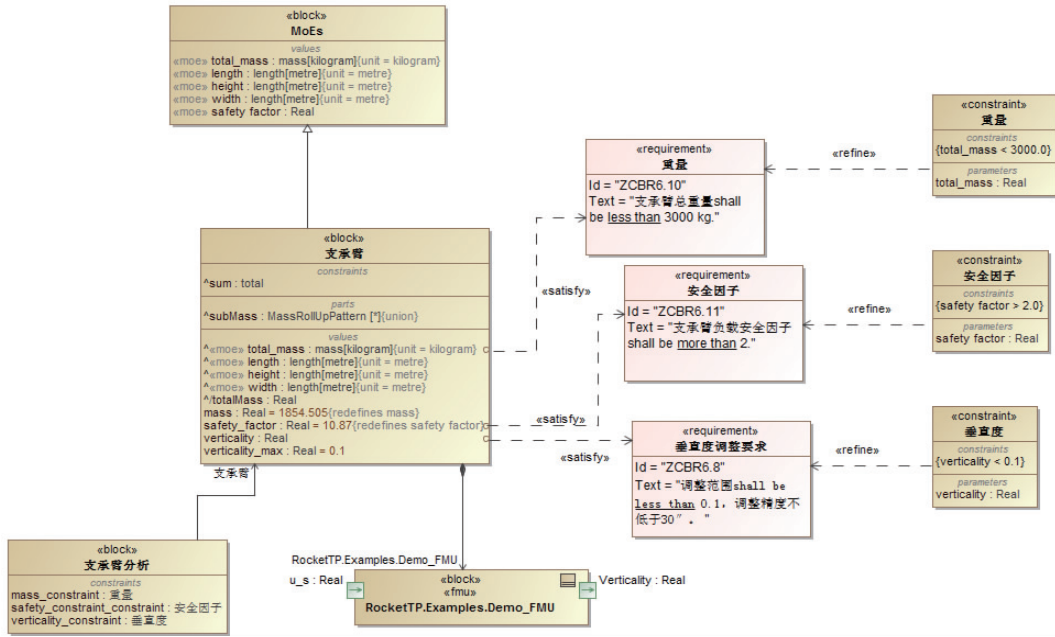 «block»
MoEs
values
«moe» total_mass : mass[kilogram]{unit = kilogram}
«moe» length : length[metre]{unit = metre}
«moe» height : length[metre]{unit = metre}
«moe» width : length[metre]{unit = metre}
«moe» safety factor : Real
«block»
支承臂
constraints
^sum : total
parts
^subMass : MassRollUpPattern [*]{union}
values
^«moe» total_mass : mass[kilogram]{unit = kilogram}
^«moe» length : length[metre]{unit = metre}
^«moe» height : length[metre]{unit = metre}
^«moe» width : length[metre]{unit = metre}
^/totalMass : Real
mass : Real = 1854.505{redefines mass}
safety_factor : Real = 10.87{redefines safety factor}
verticality : Real
verticality_max : Real = 0.1
支承臂
«block»
支承臂分析
constraints
mass_constraint : 重量
safety_constraint_constraint : 安全因子
verticality_constraint : 垂直度
RocketTP.Examples.Demo_FMU
u_s : Real
«block»
«fmu»
RocketTP.Examples.Demo_FMU
Verticality : Real
«satisfy»
«satisfy»
«satisfy»
«requirement»
重量
Id = "ZCBR6.10"
Text = "支承臂总重量shall
be less than 3000 kg."
«requirement»
安全因子
Id = "ZCBR6.11"
Text = "支承臂负载安全因子
shall be more than 2."
«requirement»
垂直度调整要求
Id = "ZCBR6.8"
Text = "调整范围shall be
less than 0.1，调整精度不
低于30″。"
«refine»
«refine»
«refine»
«constraint»
重量
constraints
{total_mass < 3000.0}
parameters
total_mass : Real
«constraint»
安全因子
constraints
{safety factor > 2.0}
parameters
safety factor : Real
«constraint»
垂直度
constraints
{verticality < 0.1}
parameters
verticality : Real